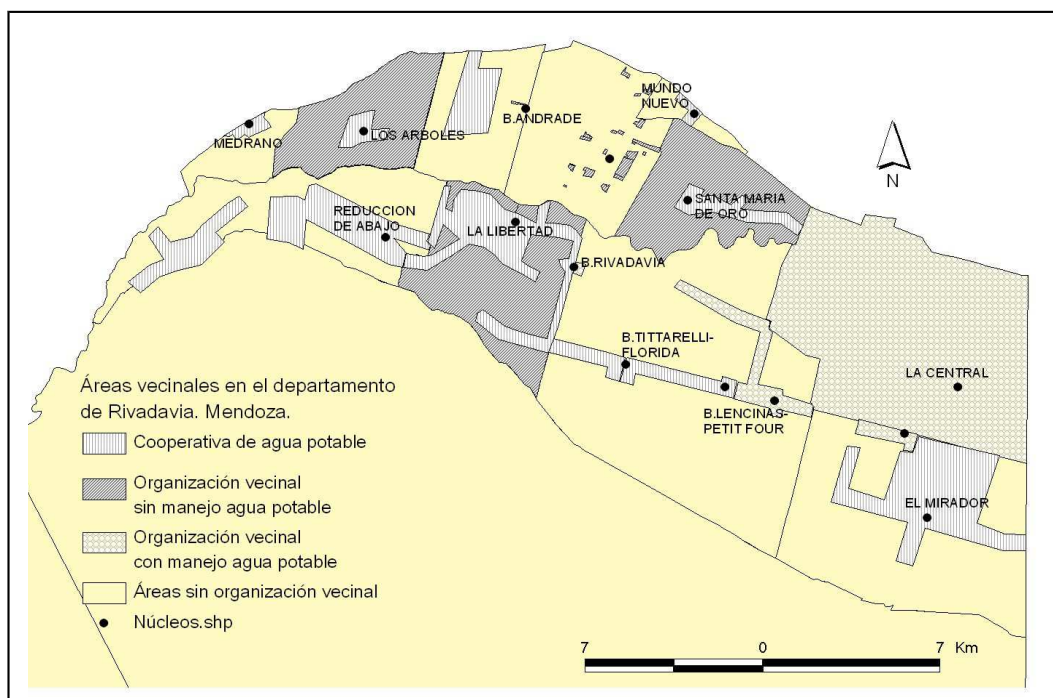 MUNDO
NUEVO
B.ANDRADE
MEDRANO
LOS ARBOLES
N
SANTA MARIA
DE ORO
REDUCCION
DE ABAJO
LA LIBERTAD
B.RIVADAVIA
B.TITTARELLI-
FLORIDA
LA CENTRAL
B.LENCINAS-
PETIT FOUR
EL MIRADOR
Áreas vecinales en el departamento
de Rivadavia. Mendoza.
Cooperativa de agua potable
Organización vecinal
sin manejo agua potable
Organización vecinal
con manejo agua potable
Áreas sin organización vecinal
Núcleos.shp
7 0 7 Km